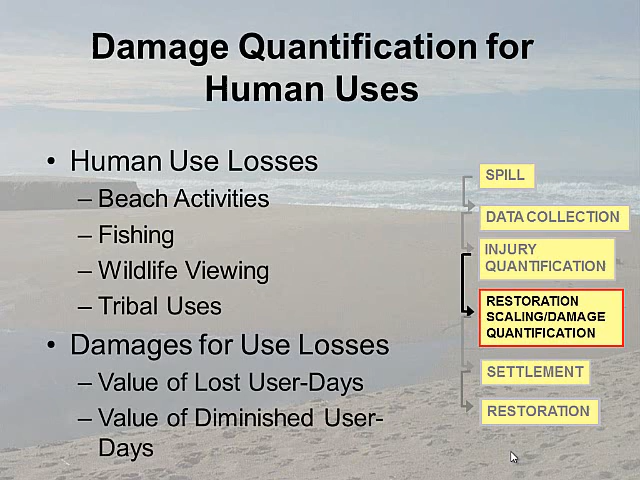 Damage Quantification for
Human Uses
• Human Use Losses
– Beach Activities
– Fishing
– Wildlife Viewing
– Tribal Uses
• Damages for Use Losses
– Value of Lost User-Days
– Value of Diminished User-
Days
SPILL
DATA COLLECTION
INJURY
QUANTIFICATION
RESTORATION
SCALING/DAMAGE
QUANTIFICATION
SETTLEMENT
RESTORATION